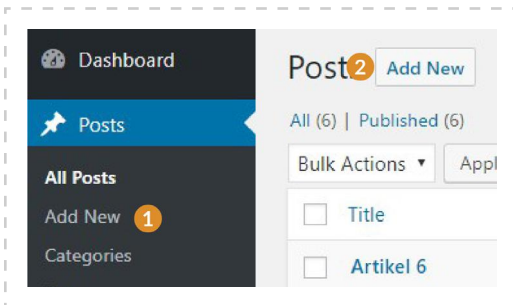 Dashboard
Posts
All Posts
Add New 1
Categories
Post 2 Add New
All (6) | Published (6)
Bulk Actions
Title
Artikel 6